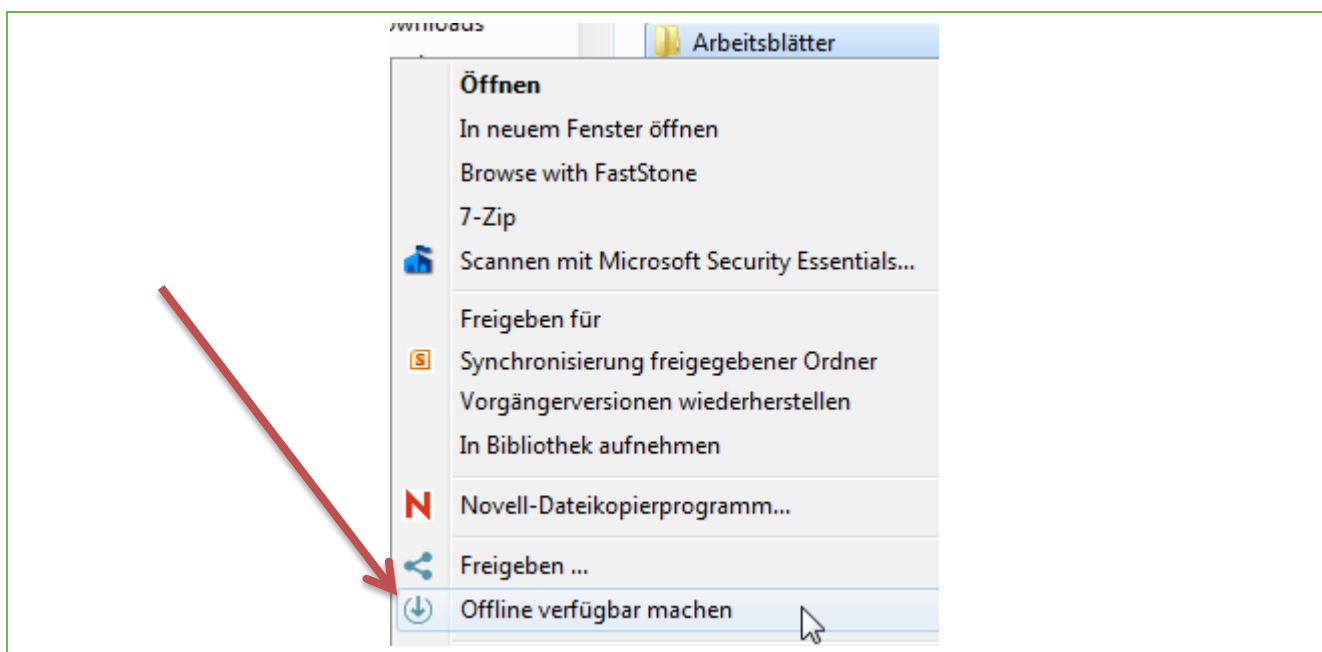 Arbeitsblätter
Öffnen
In neuem Fenster öffnen
Browse with FastStone
7-Zip
Scannen mit Microsoft Security Essentials...
Freigeben für
S Synchronisierung freigegebener Ordner
Vorgängerversionen wiederherstellen
In Bibliothek aufnehmen
N Novell-Dateikopierprogramm...
Freigeben ...
Offline verfügbar machen